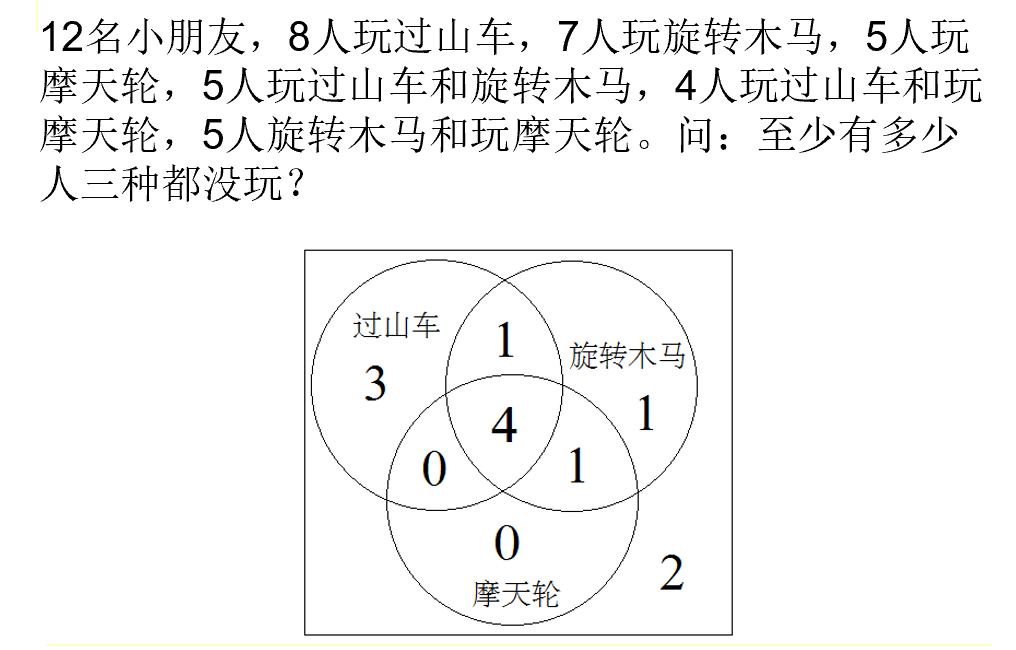 12名小朋友，8人玩过山车，7人玩旋转木马，5人玩
摩天轮，5人玩过山车和旋转木马，4人玩过山车和玩
摩天轮，5人旋转木马和玩摩天轮。问：至少有多少
人三种都没玩？
过山车
1
旋转木马
3
1
4
0
1
0
2
摩天轮